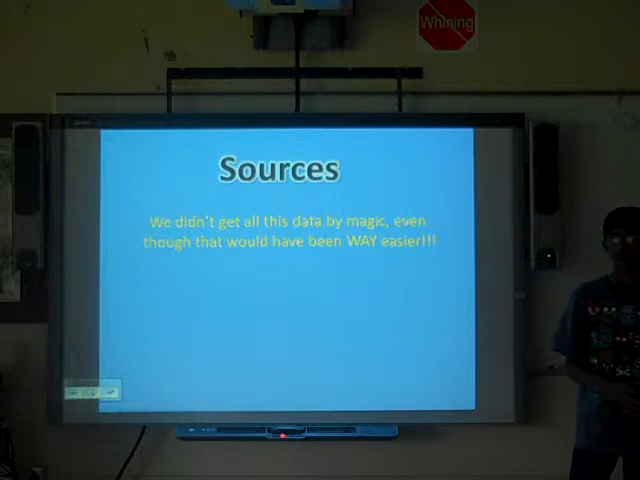 Whining
Sources
We didn't get all this data by magic, even
though that would have been WAY easier!!!